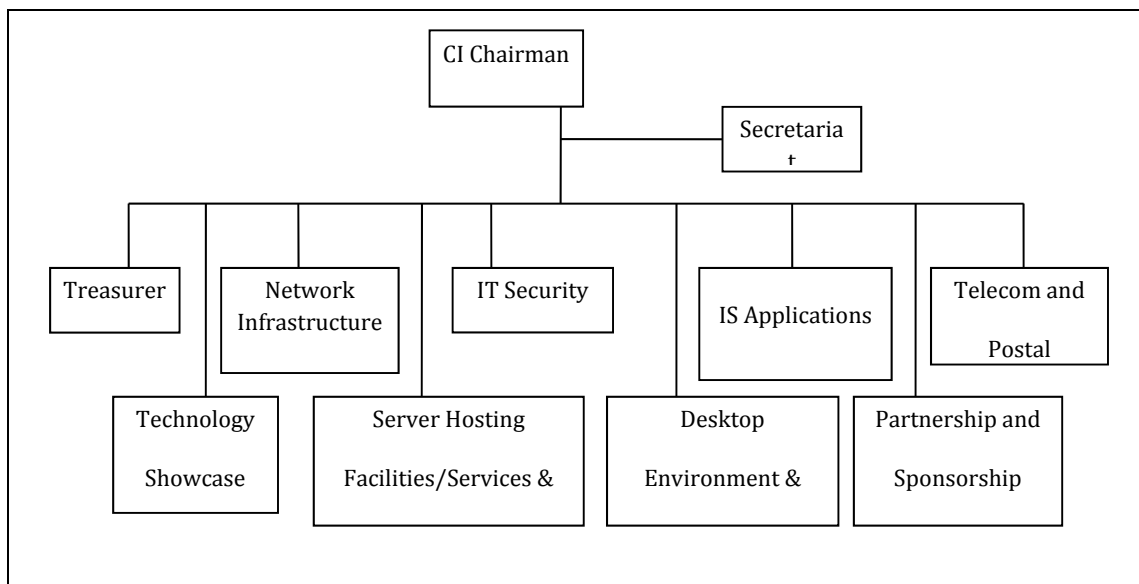 CI Chairman
Secretaria
t
Treasurer
Network
Infrastructure
IT Security
IS Applications
Telecom and
Postal
Technology
Showcase
Server Hosting
Facilities/Services &
Desktop
Environment &
Partnership and
Sponsorship